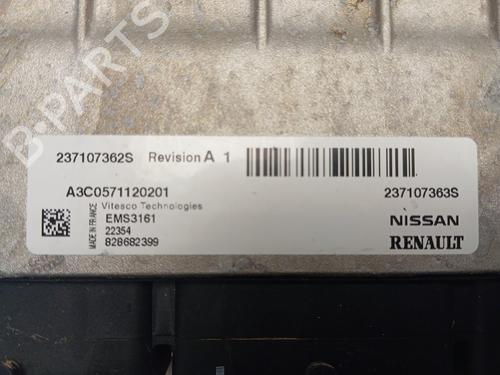 B-PARTS
237107362S Revision A 1
A3C0571120201 237107363S
Vitesco Technologies
MADE IN FRANCE
EMS3161 NISSAN
22354 RENAULT
828682399